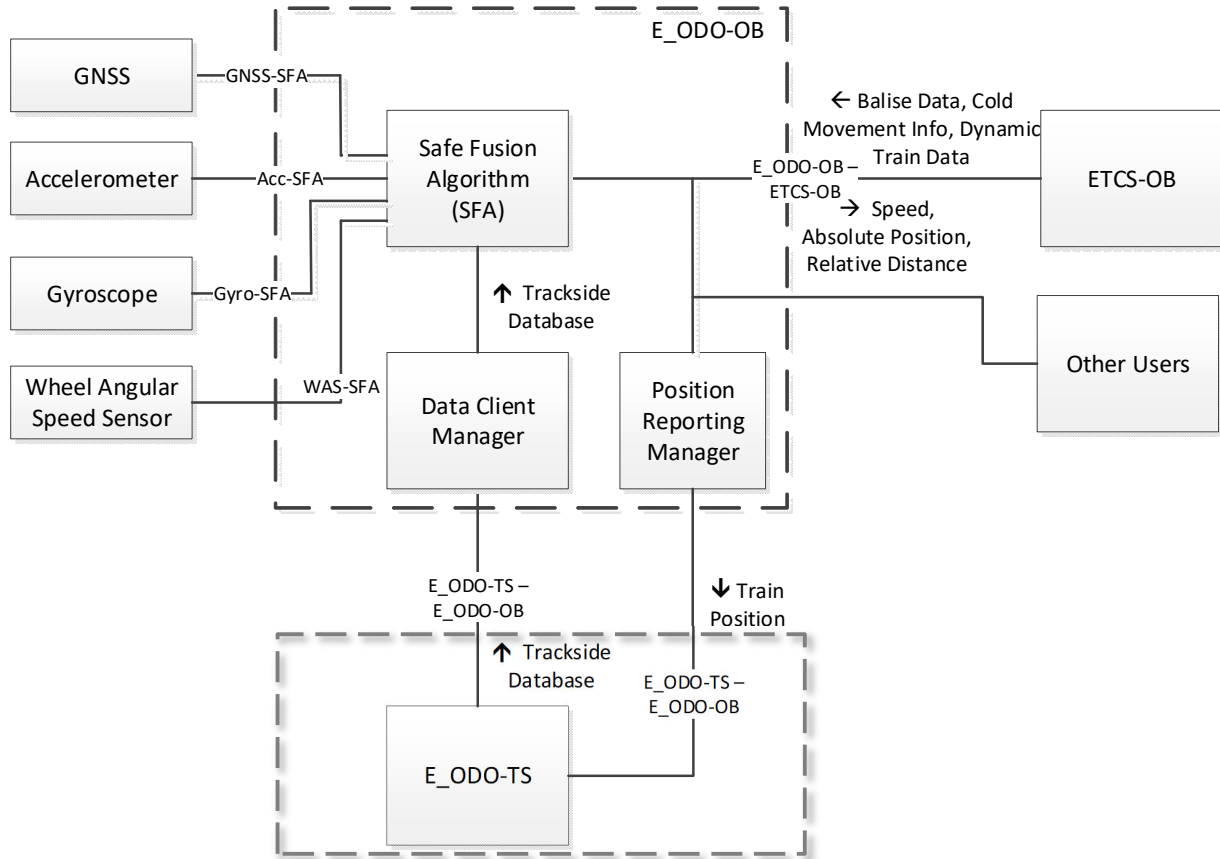 E_ODO-OB
GNSS
GNSS-SFA
Accelerometer
Acc-SFA
Gyroscope
Gyro-SFA
Wheel Angular
Speed Sensor
WAS-SFA
Safe Fusion
Algorithm
(SFA)
↑ Trackside
Database
Data Client
Manager
Position
Reporting
Manager
← Balise Data, Cold
Movement Info, Dynamic
Train Data
E_ODO-OB –
ETCS-OB
→ Speed,
Absolute Position,
Relative Distance
ETCS-OB
Other Users
E_ODO-TS –
E_ODO-OB
↓ Train
Position
↑ Trackside
Database
E_ODO-TS –
E_ODO-OB
E_ODO-TS